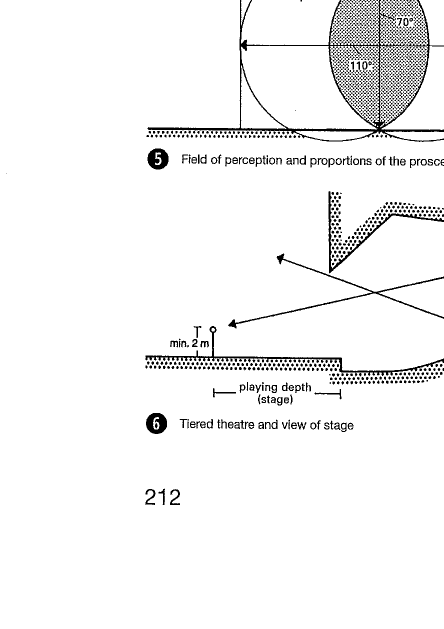 70°
110°
5 Field of perception and proportions of the prosce
min. 2 m
playing depth
(stage)
6 Tiered theatre and view of stage
212